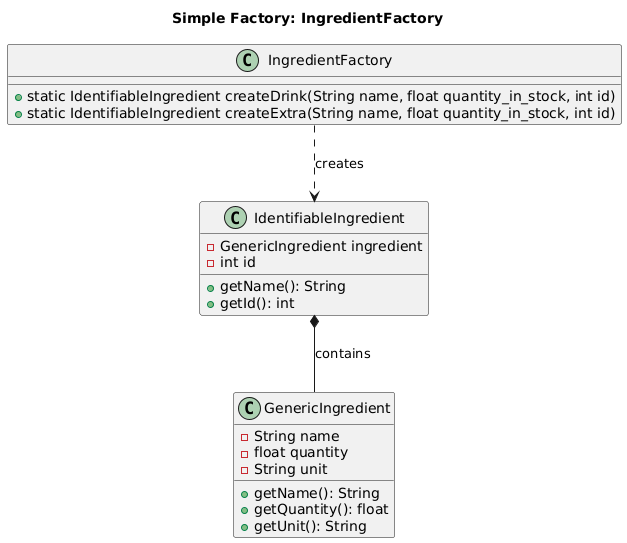 Simple Factory: IngredientFactory
C IngredientFactory
static IdentifiableIngredient createDrink(String name, float quantity_in_stock, int id)
static IdentifiableIngredient createExtra(String name, float quantity_in_stock, int id)
creates
C IdentifiableIngredient
GenericIngredient ingredient
int id
getName(): String
getId(): int
contains
C GenericIngredient
String name
float quantity
String unit
getName(): String
getQuantity(): float
getUnit(): String